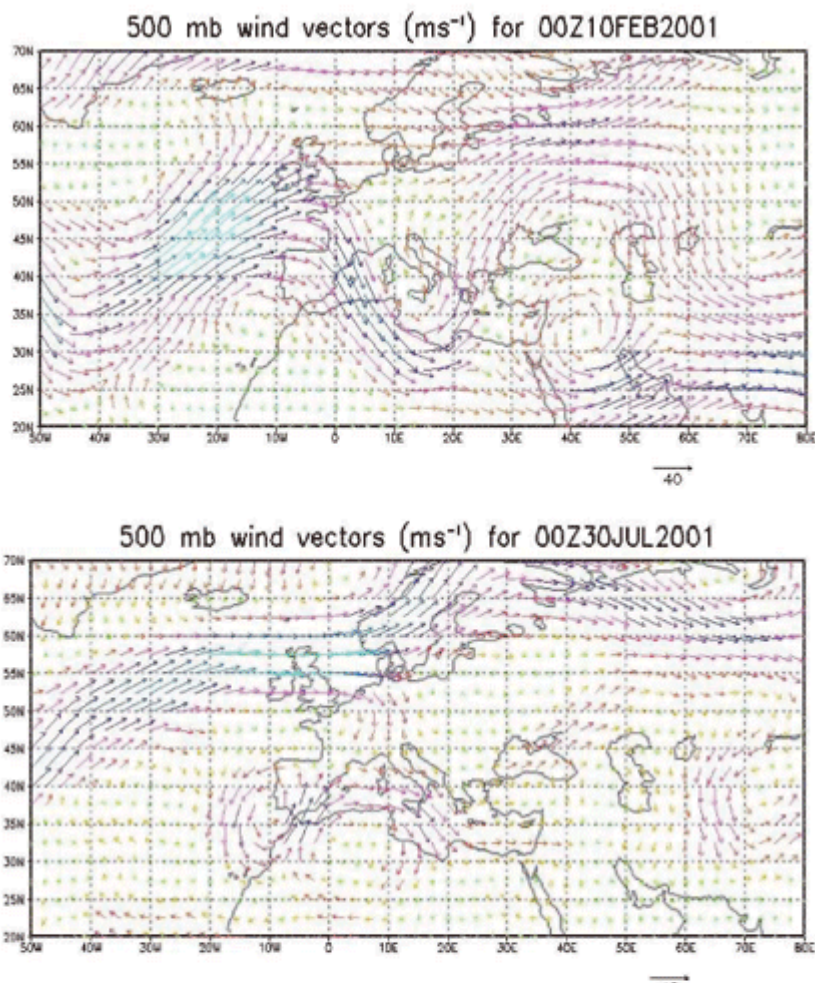 500 mb wind vectors (ms⁻¹) for 00Z10FEB2001
70N
65N
60N
55N
50N
45N
40N
35N
30N
25N
20N
50W 40W 30W 20W 10W 0 10E 20E 30E 40E 50E 60E 70E 80E
40
500 mb wind vectors (ms⁻¹) for 00Z30JUL2001
70N
65N
60N
55N
50N
45N
40N
35N
30N
25N
20N
50W 40W 30W 20W 10W 0 10E 20E 30E 40E 50E 60E 70E 80E